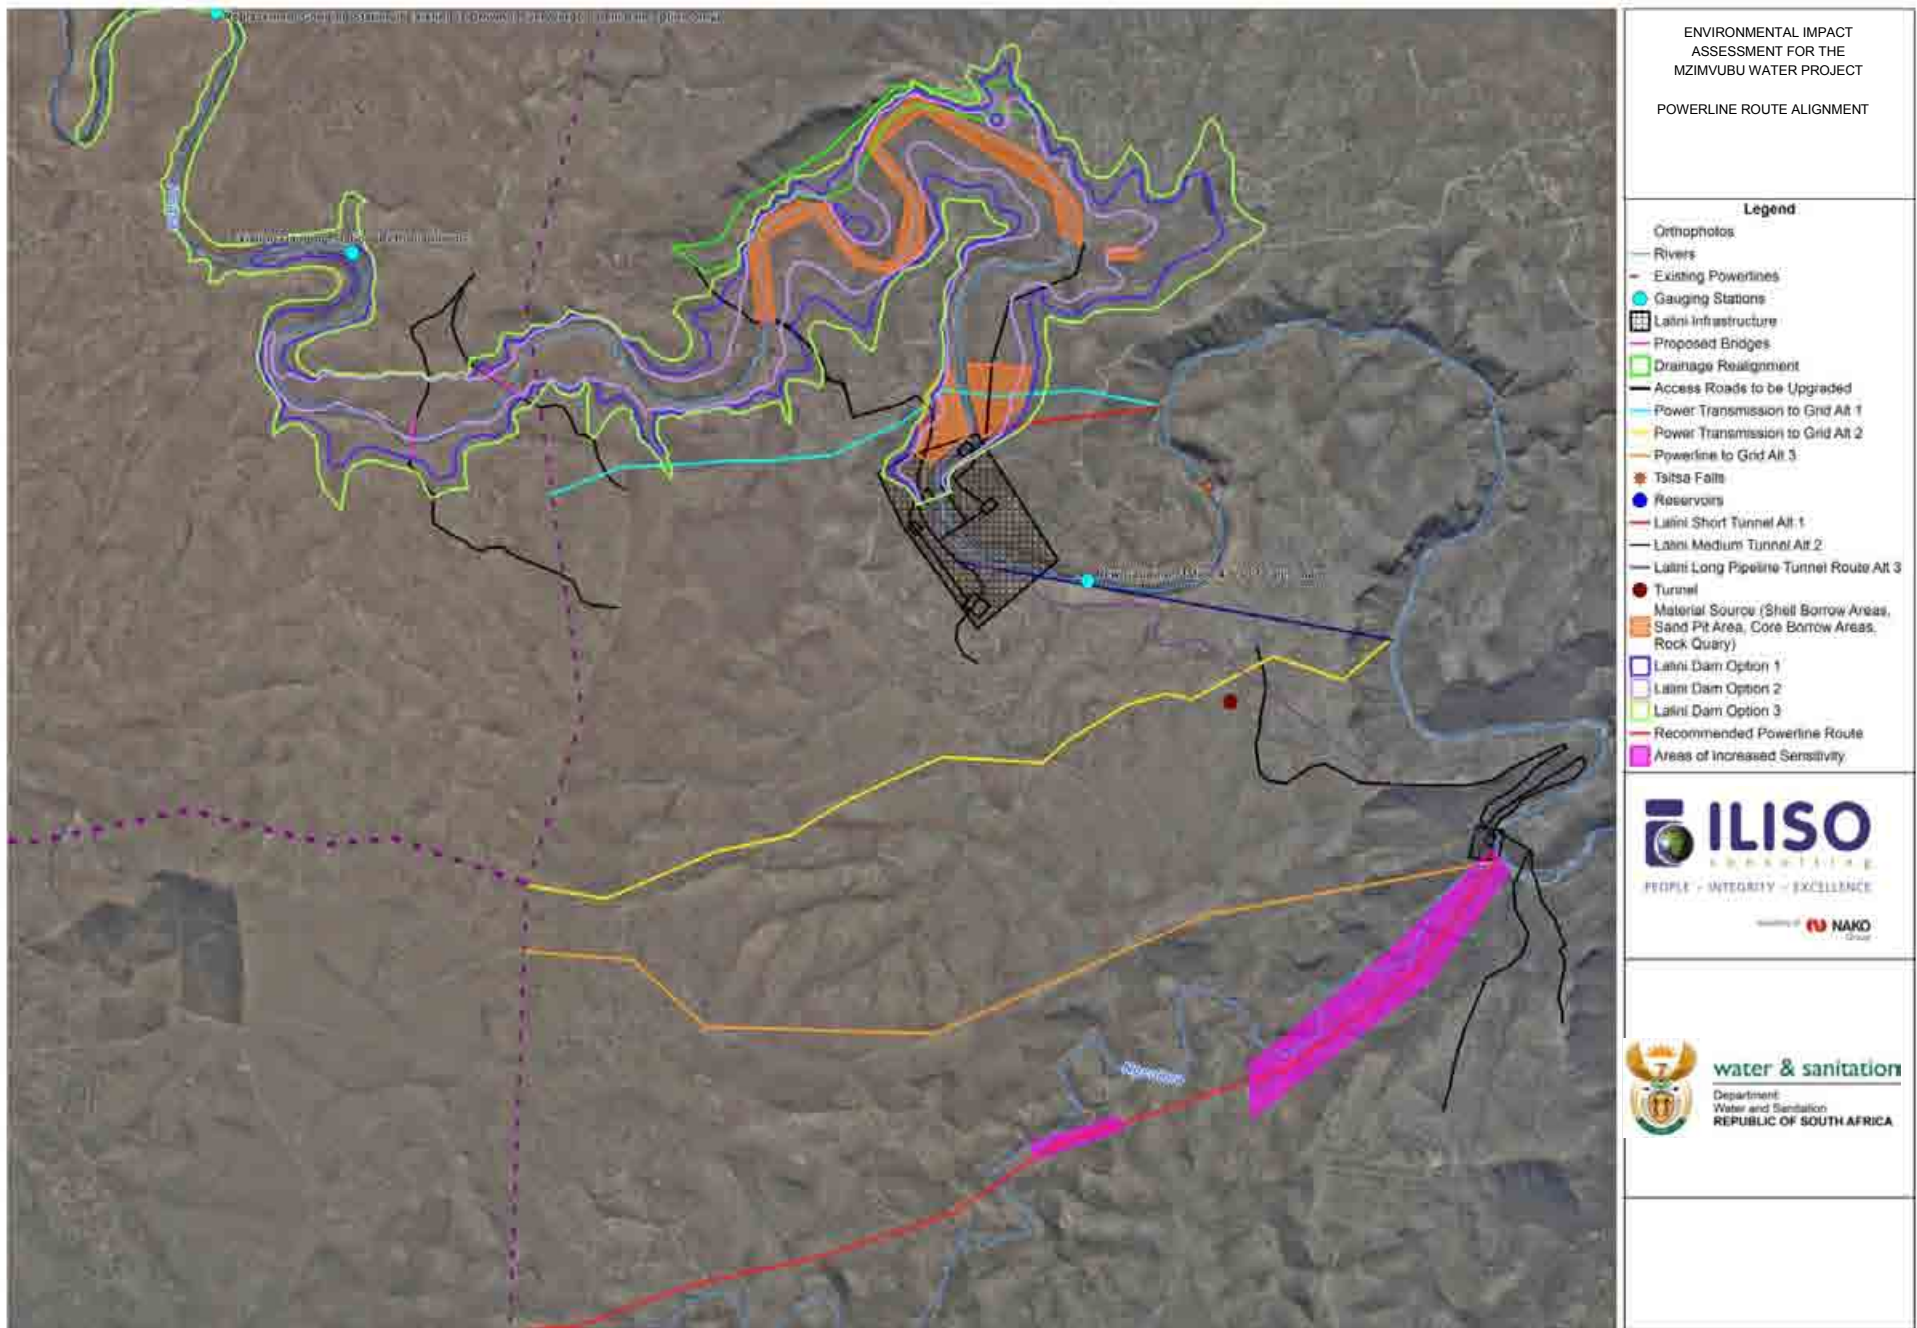 ENVIRONMENTAL IMPACT
ASSESSMENT FOR THE
MZIMVUBU WATER PROJECT
POWERLINE ROUTE ALIGNMENT
Legend
Orthophotos
Rivers
Existing Powerlines
Gauging Stations
Lalini Infrastructure
Proposed Bridges
Drainage Realignment
Access Roads to be Upgraded
Power Transmission to Grid Alt 1
Power Transmission to Grid Alt 2
Powerline to Grid Alt 3
Tsitsa Falls
Reservoirs
Lalini Short Tunnel Alt 1
Lalini Medium Tunnel Alt 2
Lalini Long Pipeline Tunnel Route Alt 3
Tunnel
Material Source (Shell Borrow Areas,
Sand Pit Area, Core Borrow Areas,
Rock Quary)
Lalini Dam Option 1
Lalini Dam Option 2
Lalini Dam Option 3
Recommended Powerline Route
Areas of Increased Sensitivity
ILISO
consulting
PEOPLE - INTEGRITY - EXCELLENCE
NAKO
Group
water & sanitation
Department:
Water and Sanitation
REPUBLIC OF SOUTH AFRICA